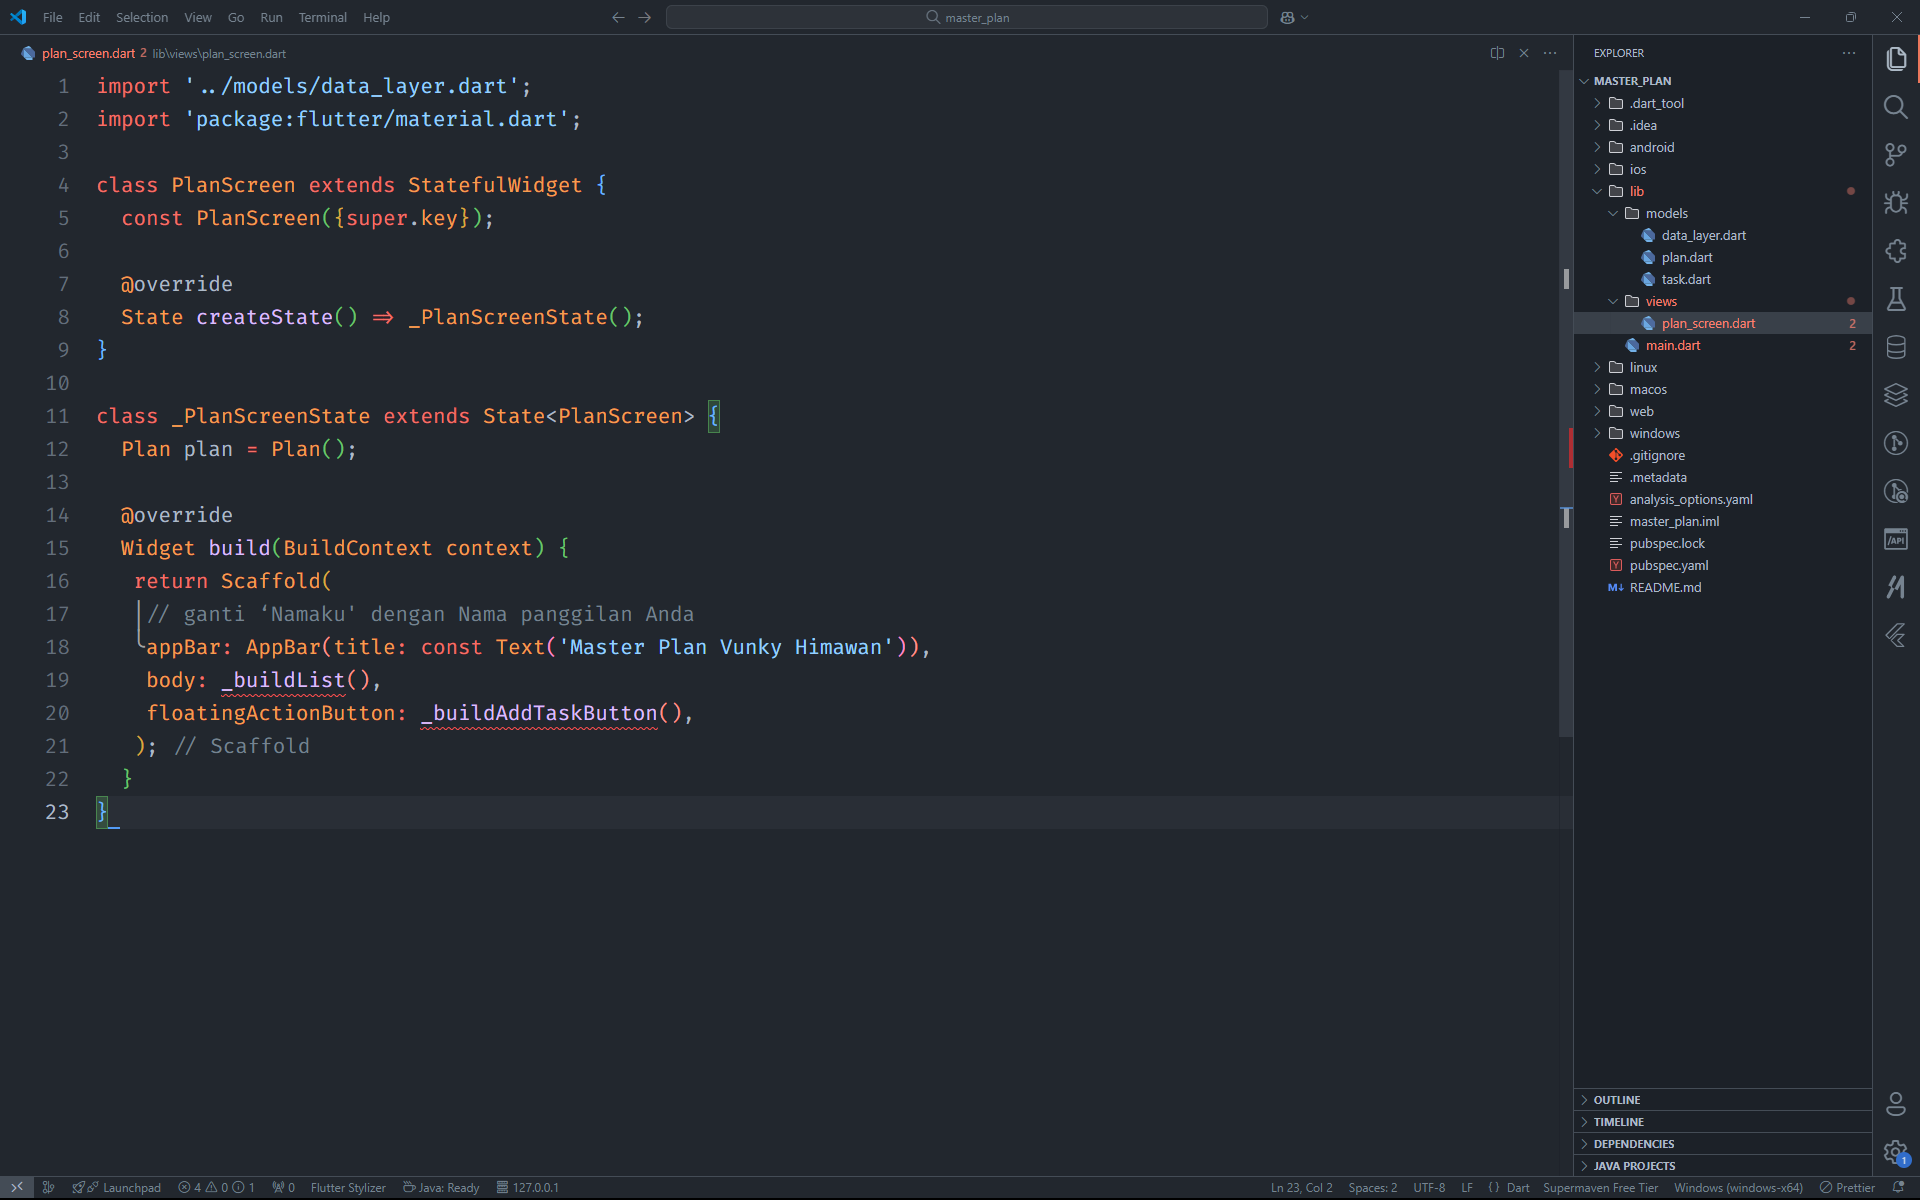 File Edit Selection View Go Run Terminal Help
master_plan
plan_screen.dart 2 lib\views\plan_screen.dart
1 import '../models/data_layer.dart';
2 import 'package:flutter/material.dart';
3
4 class PlanScreen extends StatefulWidget {
5 const PlanScreen({super.key});
6
7 @override
8 State createState() => _PlanScreenState();
9 }
10
11 class _PlanScreenState extends State<PlanScreen> {
12 Plan plan = Plan();
13
14 @override
15 Widget build(BuildContext context) {
16 return Scaffold(
17 // ganti ‘Namaku' dengan Nama panggilan Anda
18 appBar: AppBar(title: const Text('Master Plan Vunky Himawan')),
19 body: _buildList(),
20 floatingActionButton: _buildAddTaskButton(),
21 ); // Scaffold
22 }
23 }
EXPLORER
MASTER_PLAN
.dart_tool
.idea
android
ios
lib
models
data_layer.dart
plan.dart
task.dart
views
plan_screen.dart 2
main.dart 2
linux
macos
web
windows
.gitignore
.metadata
Y analysis_options.yaml
master_plan.iml
pubspec.lock
Y pubspec.yaml
M↓ README.md
OUTLINE
TIMELINE
DEPENDENCIES
JAVA PROJECTS
/API
1
Launchpad 4 0 1 0 Flutter Stylizer Java: Ready 127.0.0.1
Ln 23, Col 2 Spaces: 2 UTF-8 LF {} Dart Supermaven Free Tier Windows (windows-x64) Prettier